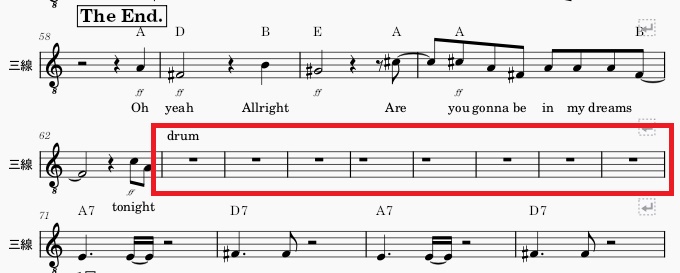 The End.
58 A D B E A A B
三線
ff ff ff ff
Oh yeah Allright Are you gonna be in my dreams
62 drum
三線
ff
tonight
71 A7 D7 A7 D7
三線